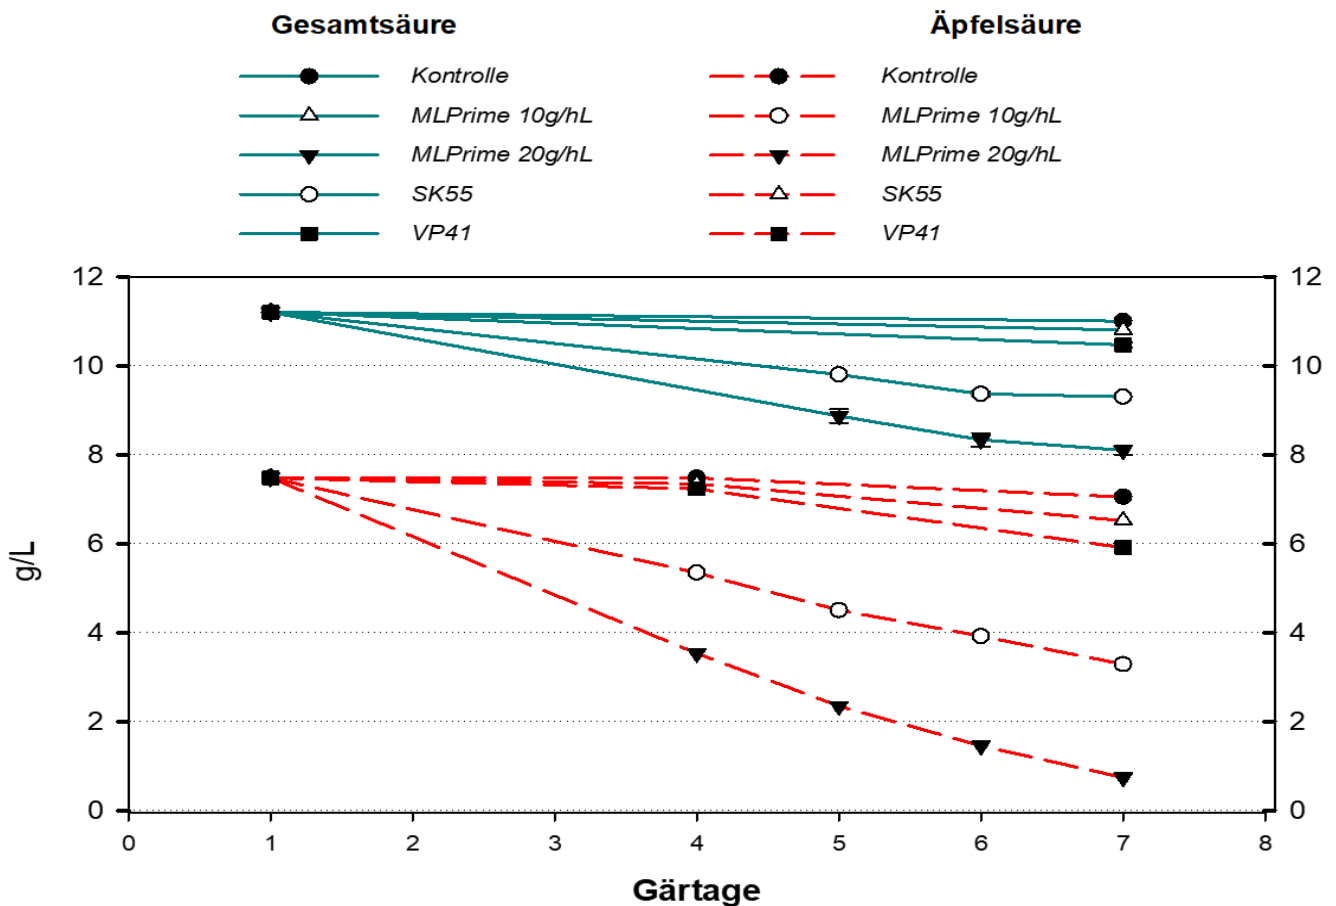 Gesamtsäure Äpfelsäure
Kontrolle Kontrolle
MLPrime 10g/hL MLPrime 10g/hL
MLPrime 20g/hL MLPrime 20g/hL
SK55 SK55
VP41 VP41
12 12
10 10
8 8
6 6
g/L
4 4
2 2
0 0
0 1 2 3 4 5 6 7 8
Gärtage